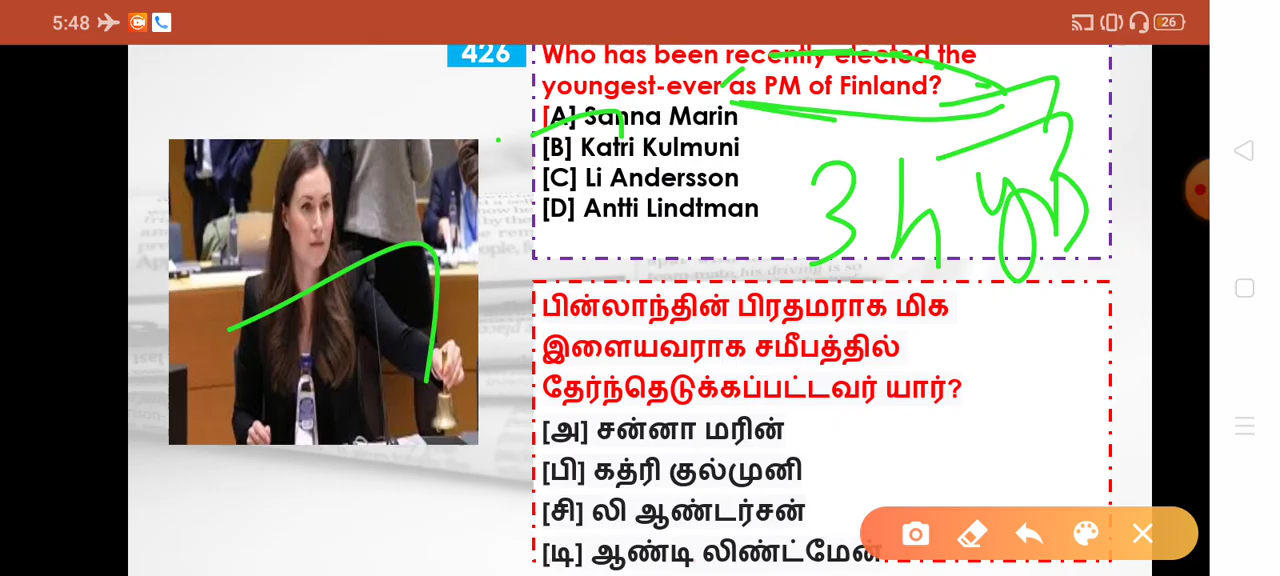 5:48
26
426
Who has been recently elected the
youngest-ever as PM of Finland?
[A] Sanna Marin
[B] Katri Kulmuni
[C] Li Andersson
[D] Antti Lindtman
பின்லாந்தின் பிரதமராக மிக
இளையவராக சமீபத்தில்
தேர்ந்தெடுக்கப்பட்டவர் யார்?
[அ] சன்னா மரின்
[பி] கத்ரி குல்முனி
[சி] லி ஆண்டர்சன்
[டி] ஆண்டி லிண்ட்மேன்